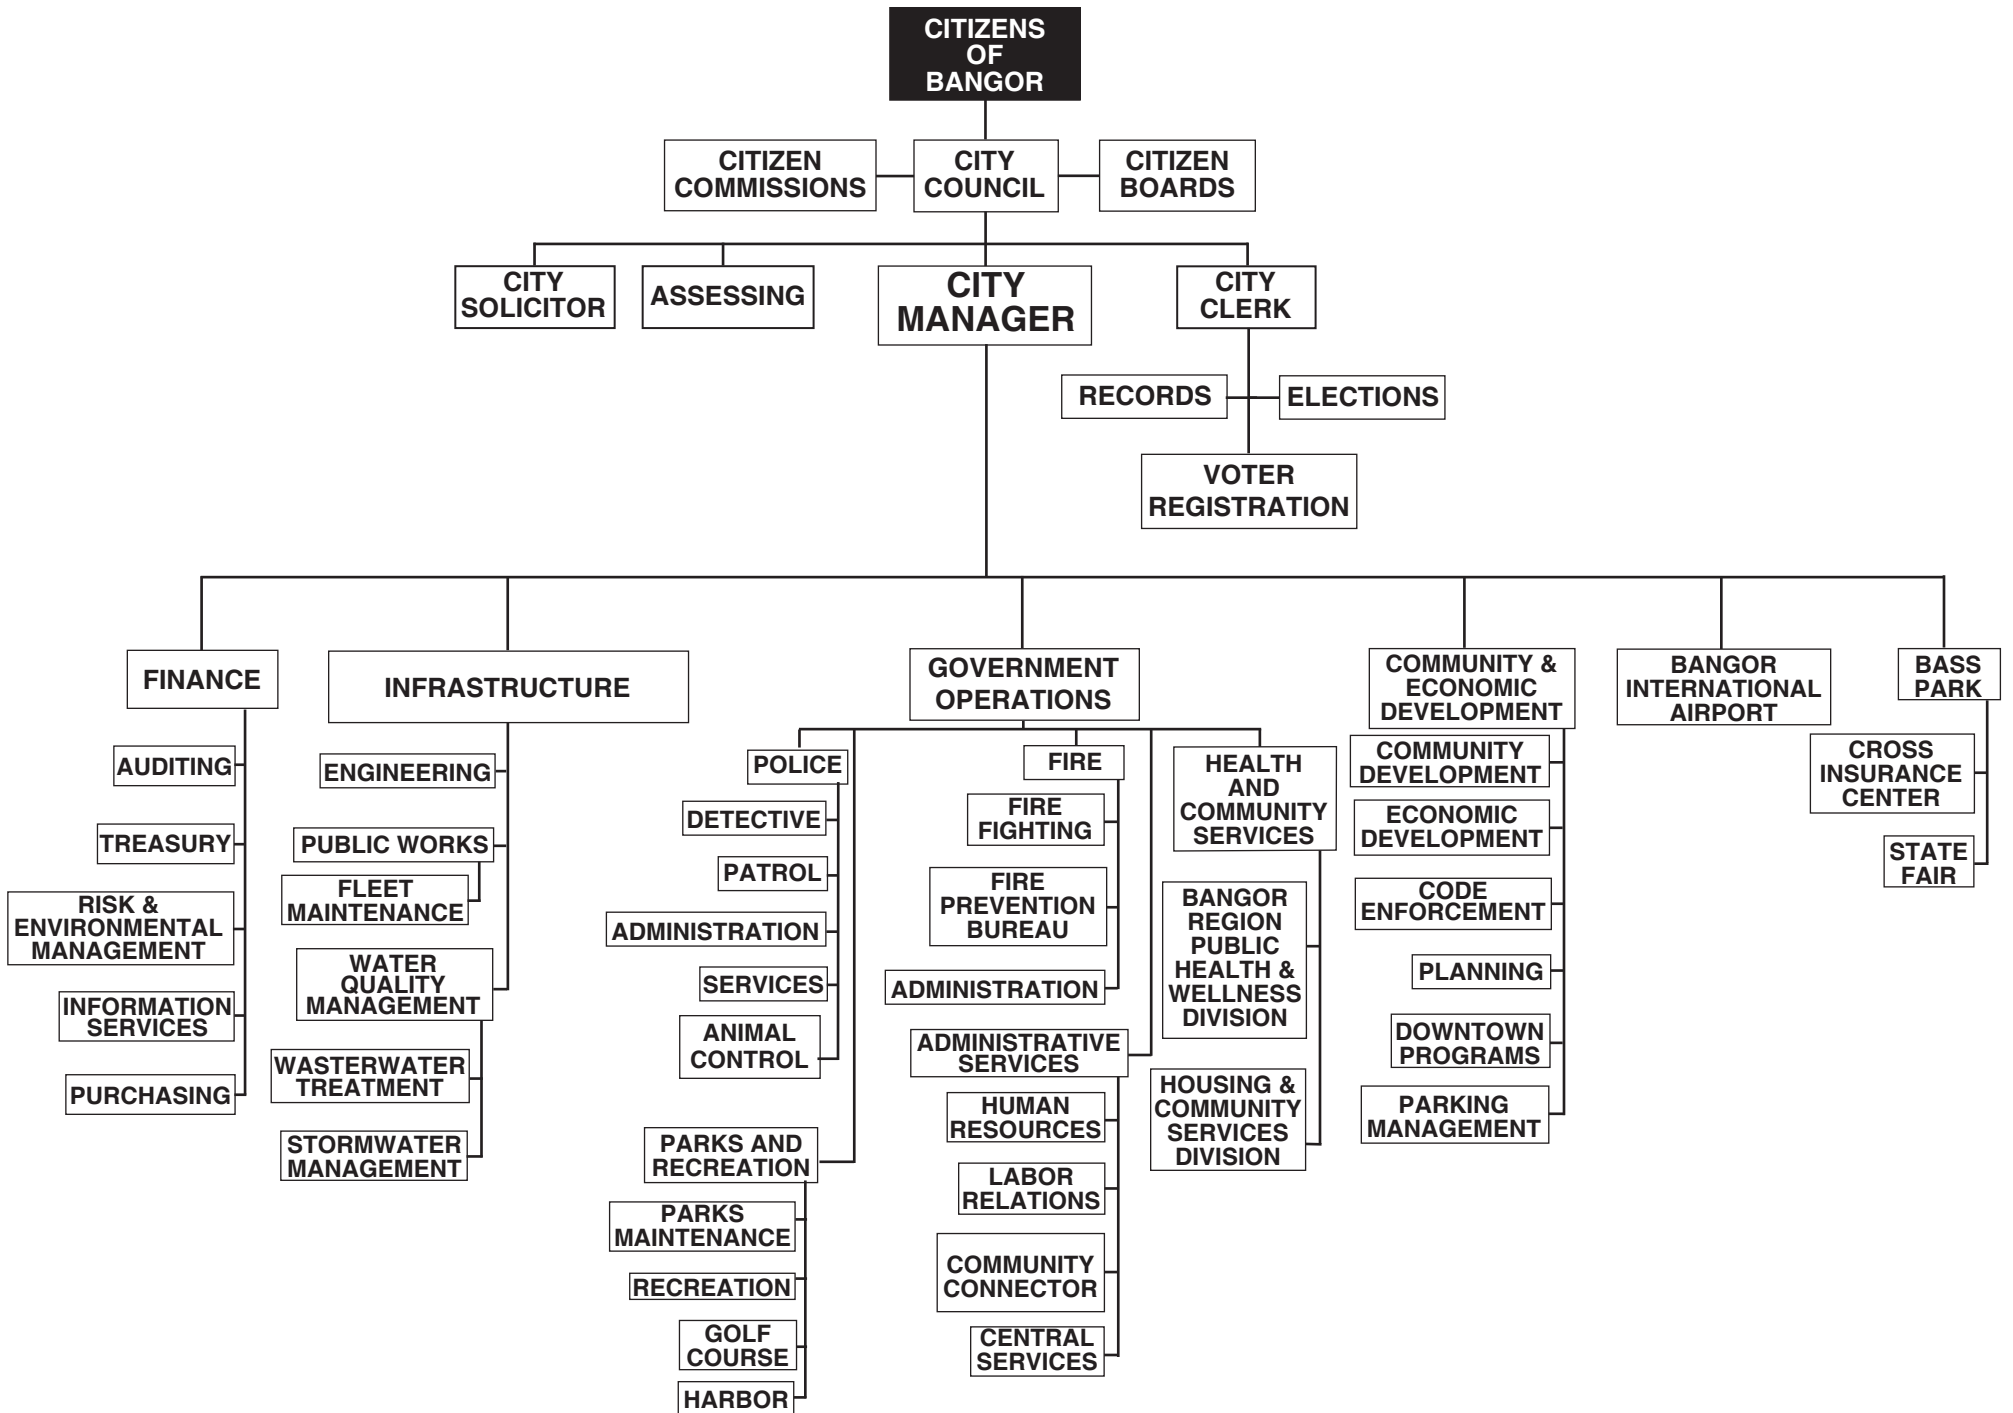 CITIZENS
OF
BANGOR
CITIZEN
COMMISSIONS
CITY
COUNCIL
CITIZEN
BOARDS
CITY
SOLICITOR
ASSESSING
CITY
MANAGER
CITY
CLERK
RECORDS
ELECTIONS
VOTER
REGISTRATION
FINANCE
AUDITING
TREASURY
RISK &
ENVIRONMENTAL
MANAGEMENT
INFORMATION
SERVICES
PURCHASING
INFRASTRUCTURE
ENGINEERING
PUBLIC WORKS
FLEET
MAINTENANCE
WATER
QUALITY
MANAGEMENT
WASTERWATER
TREATMENT
STORMWATER
MANAGEMENT
GOVERNMENT
OPERATIONS
POLICE
DETECTIVE
PATROL
ADMINISTRATION
SERVICES
ANIMAL
CONTROL
PARKS AND
RECREATION
PARKS
MAINTENANCE
RECREATION
GOLF
COURSE
HARBOR
FIRE
FIRE
FIGHTING
FIRE
PREVENTION
BUREAU
ADMINISTRATION
ADMINISTRATIVE
SERVICES
HUMAN
RESOURCES
LABOR
RELATIONS
COMMUNITY
CONNECTOR
CENTRAL
SERVICES
HEALTH
AND
COMMUNITY
SERVICES
BANGOR
REGION
PUBLIC
HEALTH &
WELLNESS
DIVISION
HOUSING &
COMMUNITY
SERVICES
DIVISION
COMMUNITY &
ECONOMIC
DEVELOPMENT
COMMUNITY
DEVELOPMENT
ECONOMIC
DEVELOPMENT
CODE
ENFORCEMENT
PLANNING
DOWNTOWN
PROGRAMS
PARKING
MANAGEMENT
BANGOR
INTERNATIONAL
AIRPORT
BASS
PARK
CROSS
INSURANCE
CENTER
STATE
FAIR